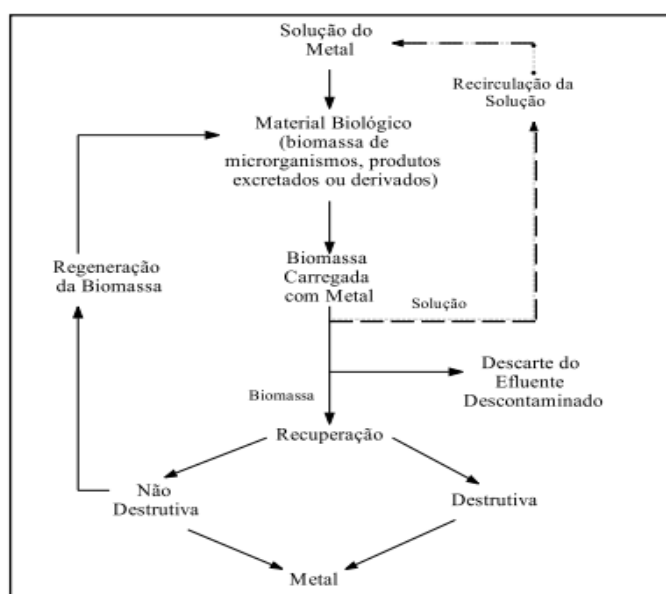 Solução do
Metal
Recirculação da
Solução
Material Biológico
(biomassa de
microrganismos, produtos
excretados ou derivados)
Regeneração
da Biomassa
Biomassa
Carregada
com Metal
Solução
Descarte do
Efluente
Descontaminado
Biomassa
Recuperação
Não
Destrutiva
Destrutiva
Metal